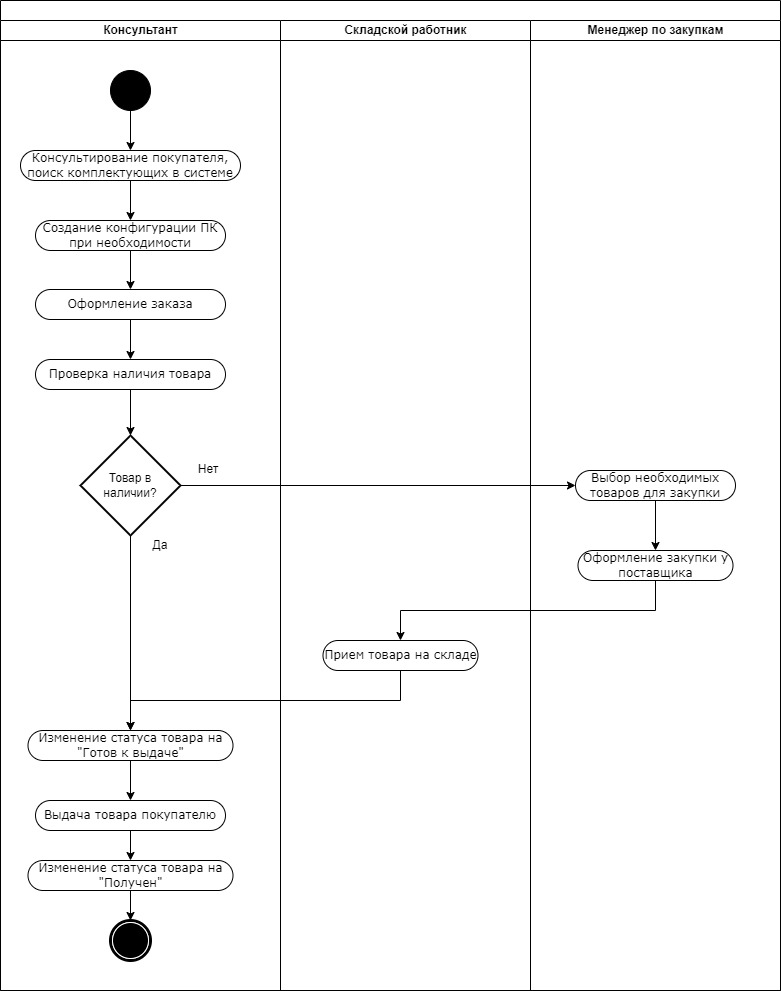 Консультант
Складской работник
Менеджер по закупкам
Консультирование покупателя,
поиск комплектующих в системе
Создание конфигурации ПК
при необходимости
Оформление заказа
Проверка наличия товара
Товар в
наличии?
Нет
Да
Выбор необходимых
товаров для закупки
Оформление закупки у
поставщика
Прием товара на складе
Изменение статуса товара на
"Готов к выдаче"
Выдача товара покупателю
Изменение статуса товара на
"Получен"